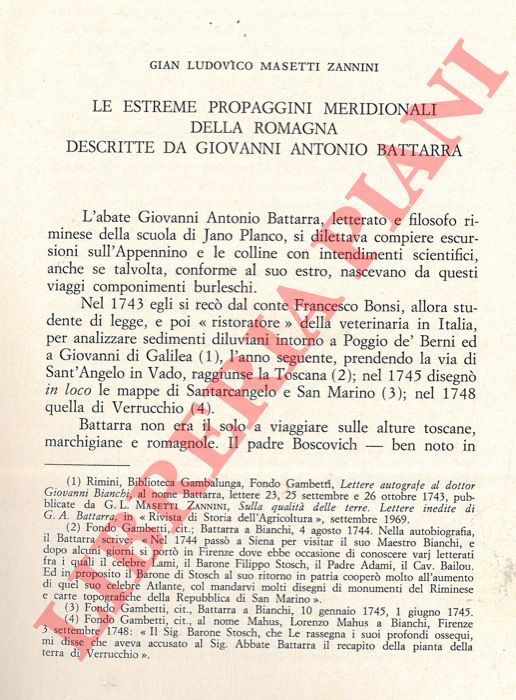 GIAN LUDOVICO MASETTI ZANNINI
LE ESTREME PROPAGGINI MERIDIONALI
DELLA ROMAGNA
DESCRITTE DA GIOVANNI ANTONIO BATTARRA
L'abate Giovanni Antonio Battarra, letterato e filosofo ri-
minese della scuola di Jano Planco, si dilettava compiere escur-
sioni sull'Appennino e le colline con intendimenti scientifici,
anche se talvolta, conforme al suo estro, nascevano da questi
viaggi componimenti burleschi.
Nel 1743 egli si recò dal conte Francesco Bonsi, allora stu-
dente di legge, e poi « ristoratore » della veterinaria in Italia,
per analizzare sedimenti diluviani intorno a Poggio de' Berni ed
a Giovanni di Galilea (1), l'anno seguente, prendendo la via di
Sant'Angelo in Vado, raggiunse la Toscana (2); nel 1745 disegnò
in loco le mappe di Santarcangelo e San Marino (3); nel 1748
quella di Verrucchio (4).
Battarra non era il solo a viaggiare sulle alture toscane,
marchigiane e romagnole. Il padre Boscovich — ben noto in
(1) Rimini, Biblioteca Gambalunga, Fondo Gambetti, Lettere autografe al dottor
Giovanni Bianchi, al nome Battarra, lettere 23, 25 settembre e 26 ottobre 1743, pub-
blicate da G. L. MASETTI ZANNINI, Sulla qualità delle terre. Lettere inedite di
G. A. Battarra, in « Rivista di Storia dell'Agricoltura », settembre 1969.
(2) Fondo Gambetti, cit.; Battarra a Bianchi, 4 agosto 1744. Nella autobiografia,
il Battarra scrive: « Nel 1744 passò a Siena per visitar il suo Maestro Bianchi, e
dopo alcuni giorni si portò in Firenze dove ebbe occasione di conoscere varj letterati
fra i quali il celebre Lami, il Barone Filippo Stosch, il Padre Adami, il Cav. Bailou.
Ed in proposito il Barone di Stosch al suo ritorno in patria cooperò molto all'aumento
di quel suo celebre Atlante, col mandarvi molti disegni di monumenti del Riminese
e carte topografiche della Repubblica di San Marino ».
(3) Fondo Gambetti, cit., Battarra a Bianchi, 10 gennaio 1745, 1 giugno 1745.
(4) Fondo Gambetti, cit., al nome Mahus, Lorenzo Mahus a Bianchi, Firenze
3 settembre 1748: « Il Sig. Barone Stosch, che Le rassegna i suoi profondi ossequi,
mi disse che aveva accusato al Sig. Abbate Battarra il recapito della pianta della
terra di Verrucchio ».
LIBRERIA PIANI